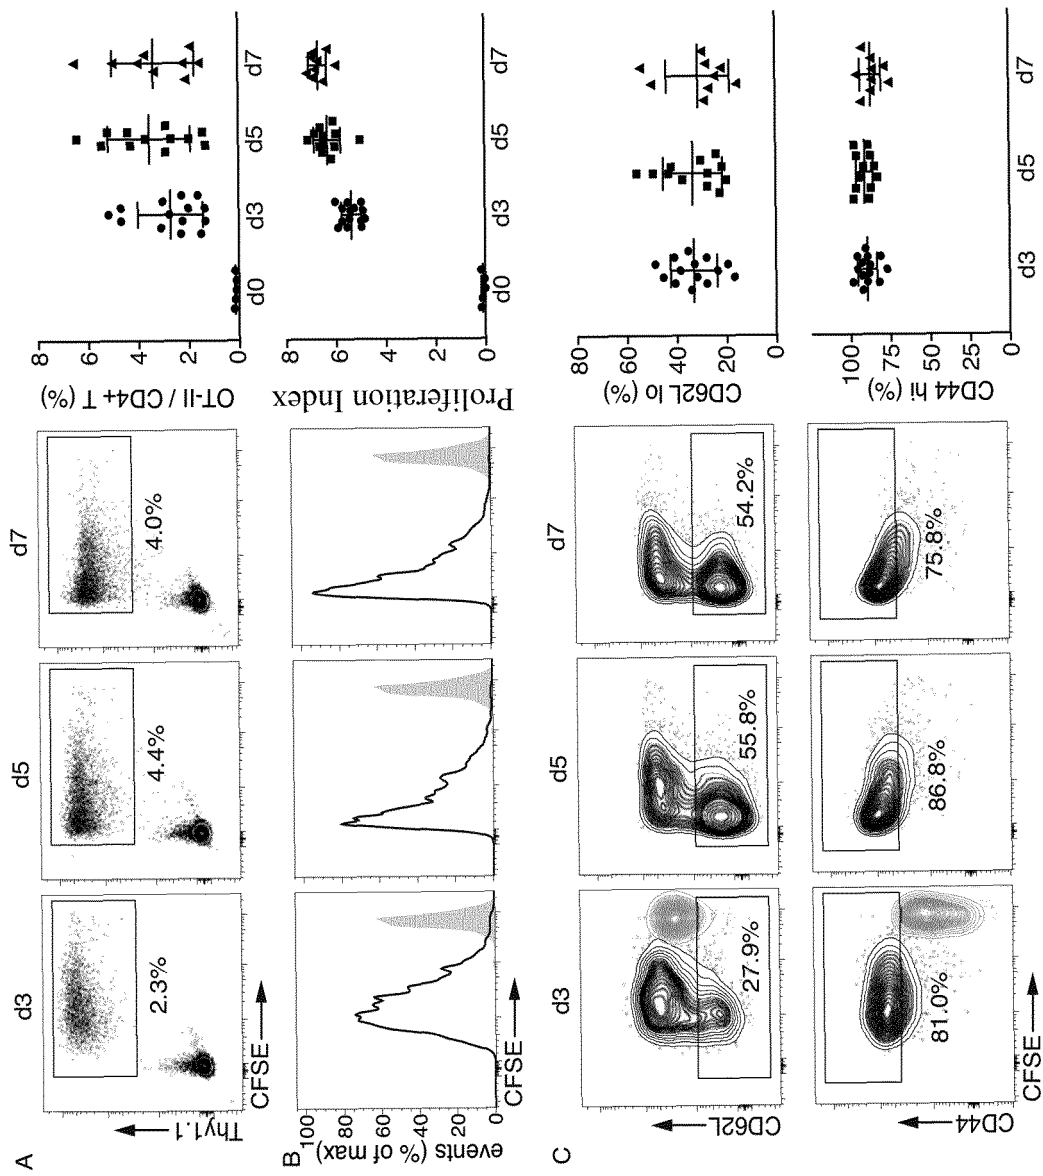 A
d3
d5
d7
2.3%
4.4%
4.0%
Thy1.1
CFSE
8
6
4
2
0
OT-II / CD4+ T (%)
d0
d3
d5
d7
B
100
80
60
40
20
0
events (% of max)
CFSE
8
6
4
2
0
Proliferation Index
d0
d3
d5
d7
C
d3
d5
d7
27.9%
55.8%
54.2%
CD62L
80
60
40
20
0
CD62L lo (%)
d3
d5
d7
81.0%
86.8%
75.8%
CD44
CFSE
100
75
50
25
0
CD44 hi (%)
d3
d5
d7